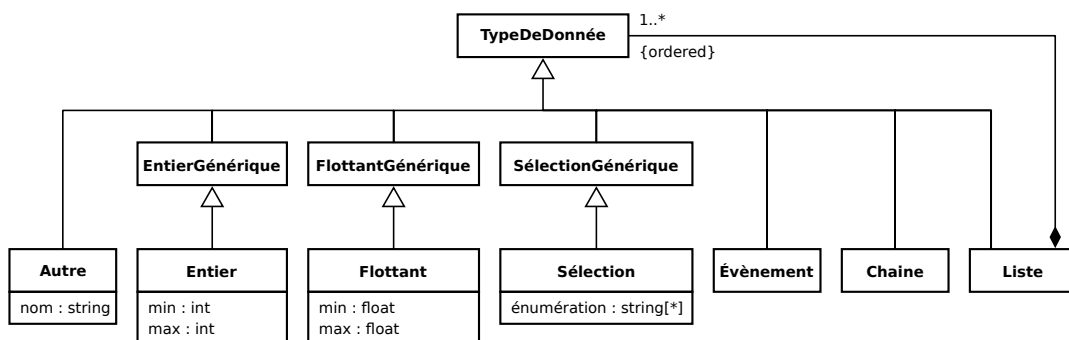 TypeDeDonnée
1..*
{ordered}
EntierGénérique
FlottantGénérique
SélectionGénérique
Autre
nom : string
Entier
min : int
max : int
Flottant
min : float
max : float
Sélection
énumération : string[*]
Évènement
Chaine
Liste